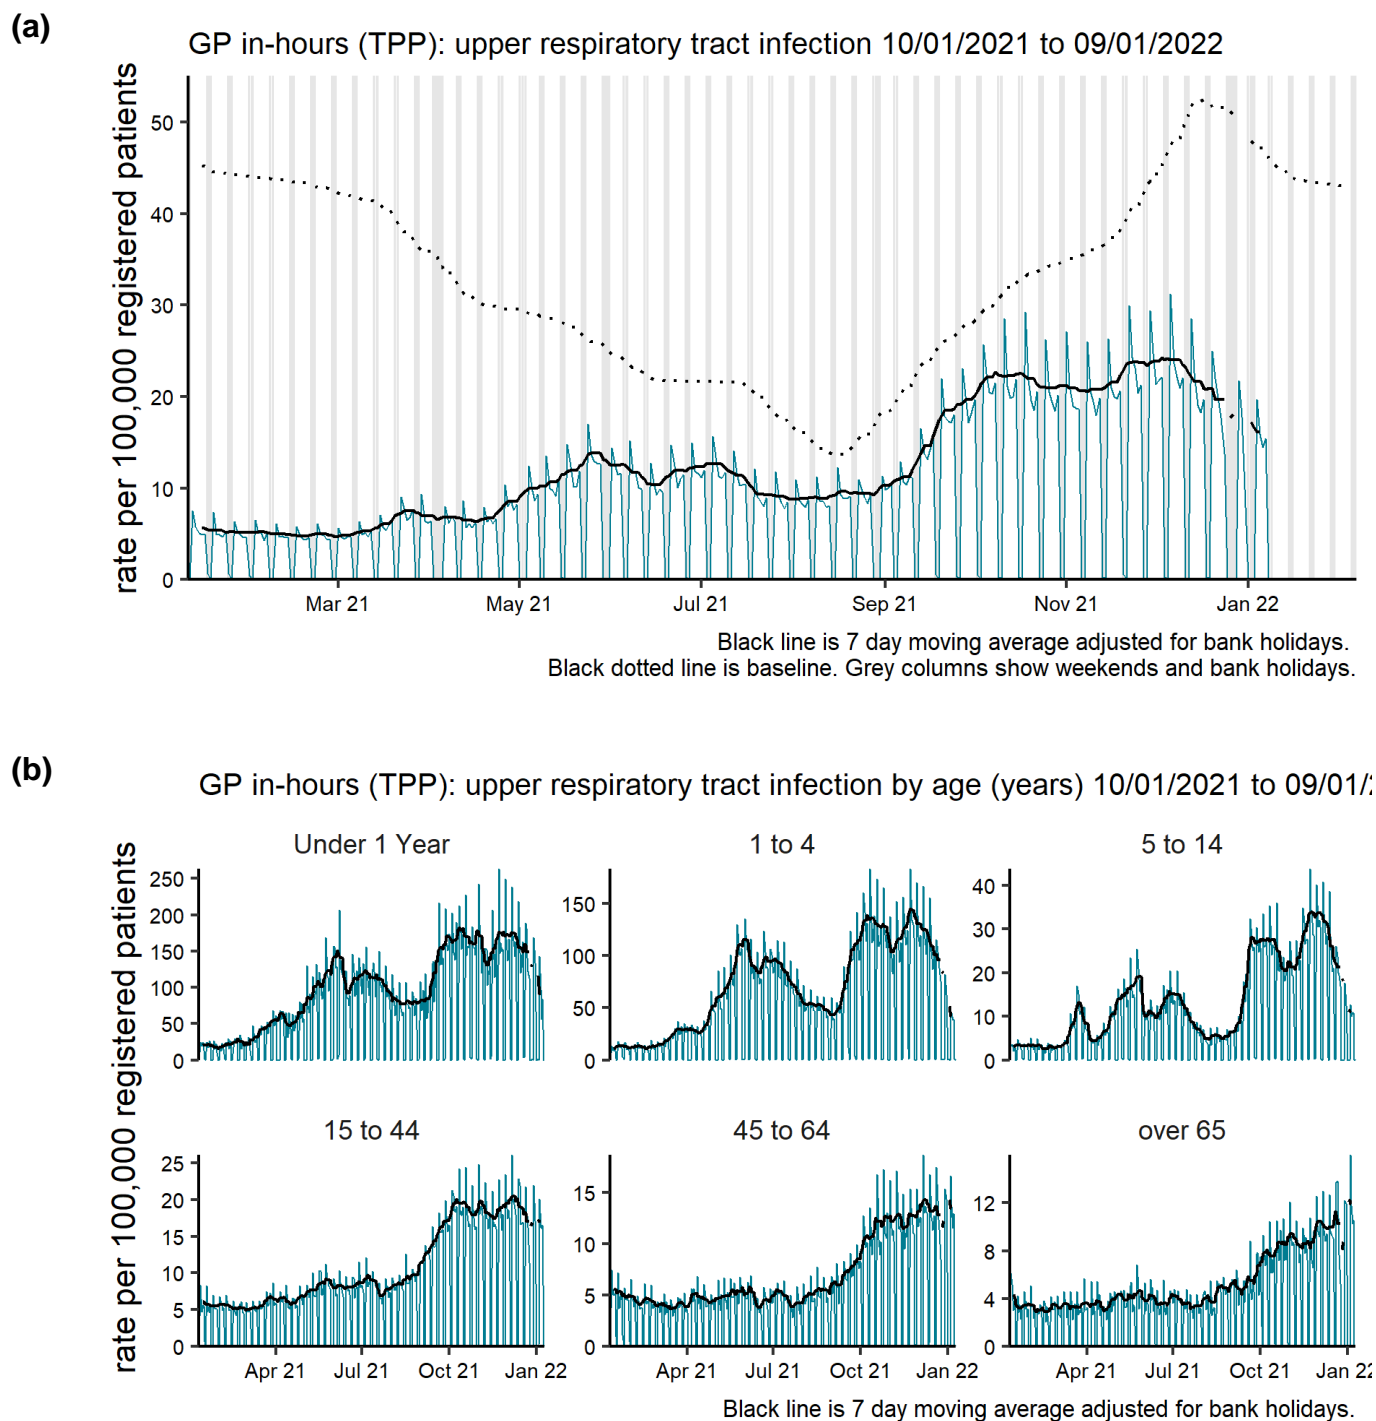 (a)
GP in-hours (TPP): upper respiratory tract infection 10/01/2021 to 09/01/2022
rate per 100,000 registered patients
50
40
30
20
10
0
Mar 21 May 21 Jul 21 Sep 21 Nov 21 Jan 22
Black line is 7 day moving average adjusted for bank holidays.
Black dotted line is baseline. Grey columns show weekends and bank holidays.
(b)
GP in-hours (TPP): upper respiratory tract infection by age (years) 10/01/2021 to 09/01/2
rate per 100,000 registered patients
Under 1 Year
250
200
150
100
50
0
1 to 4
150
100
50
0
5 to 14
40
30
20
10
0
15 to 44
25
20
15
10
5
0
Apr 21 Jul 21 Oct 21 Jan 22
45 to 64
15
10
5
0
Apr 21 Jul 21 Oct 21 Jan 22
over 65
12
8
4
0
Apr 21 Jul 21 Oct 21 Jan 22
Black line is 7 day moving average adjusted for bank holidays.